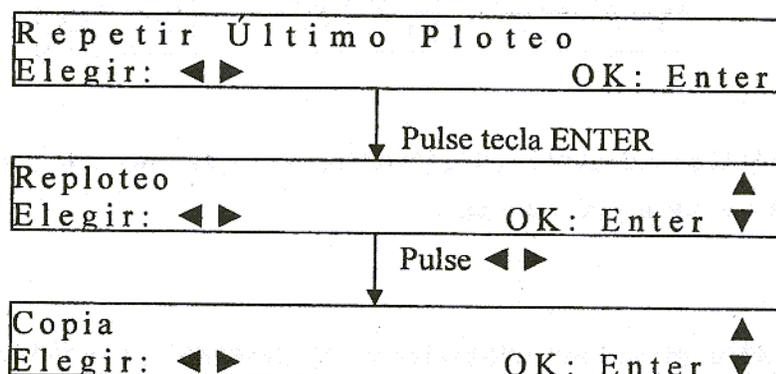 Repetir Último Ploteo
Elegir: ◀ ▶ OK: Enter
Pulse tecla ENTER
Reploteo ▲
Elegir: ◀ ▶ OK: Enter ▼
Pulse ◀ ▶
Copia ▲
Elegir: ◀ ▶ OK: Enter ▼